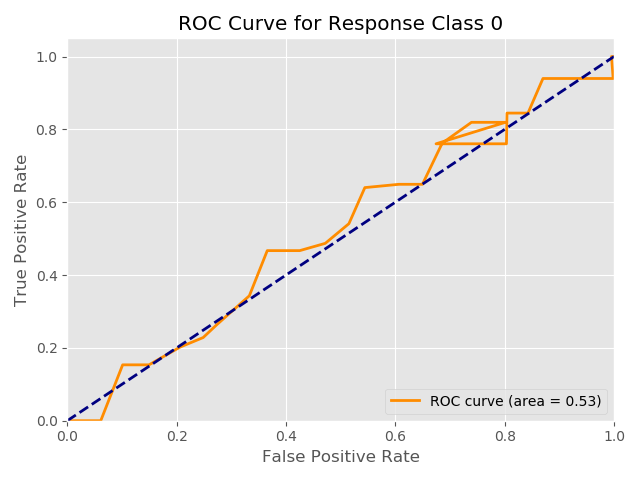 ROC Curve for Response Class 0
True Positive Rate
1.0
0.8
0.6
0.4
0.2
0.0
ROC curve (area = 0.53)
0.0 0.2 0.4 0.6 0.8 1.0
False Positive Rate